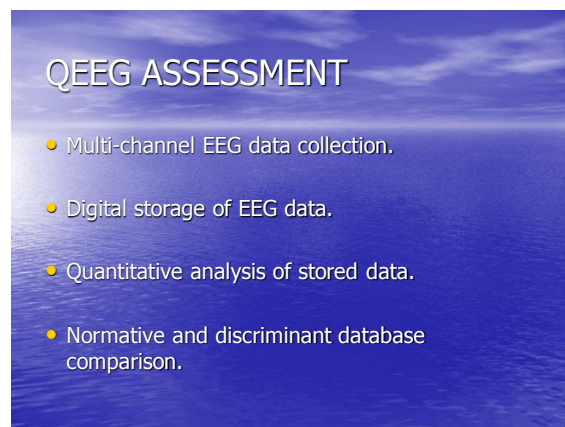 QEEG ASSESSMENT
• Multi-channel EEG data collection.
• Digital storage of EEG data.
• Quantitative analysis of stored data.
• Normative and discriminant database
comparison.